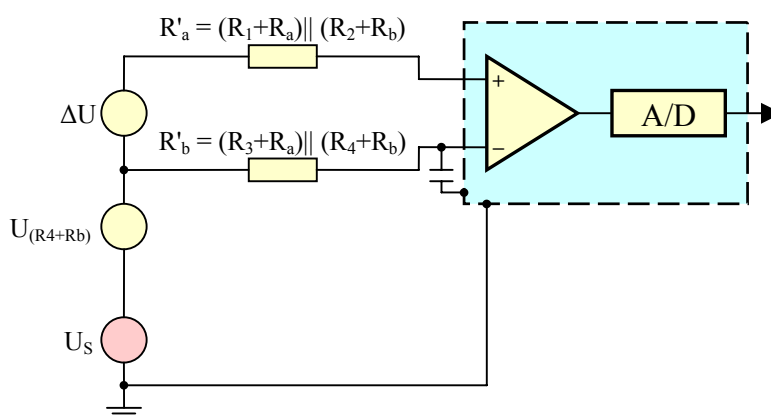 R'a = (R1+Ra)|| (R2+Rb)
ΔU
+
A/D
R'b = (R3+Ra)|| (R4+Rb)
−
U(R4+Rb)
US